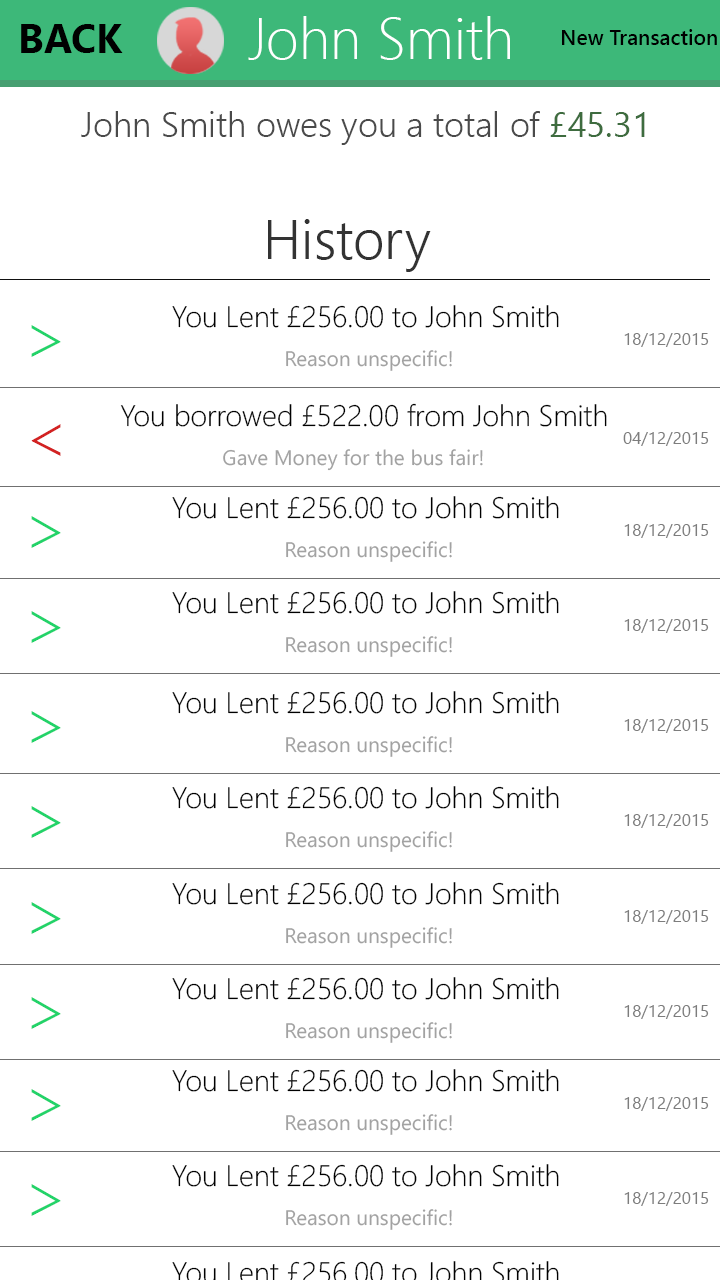 BACK John Smith New Transaction
John Smith owes you a total of £45.31
History
> You Lent £256.00 to John Smith 18/12/2015
Reason unspecific!
< You borrowed £522.00 from John Smith 04/12/2015
Gave Money for the bus fair!
> You Lent £256.00 to John Smith 18/12/2015
Reason unspecific!
> You Lent £256.00 to John Smith 18/12/2015
Reason unspecific!
> You Lent £256.00 to John Smith 18/12/2015
Reason unspecific!
> You Lent £256.00 to John Smith 18/12/2015
Reason unspecific!
> You Lent £256.00 to John Smith 18/12/2015
Reason unspecific!
> You Lent £256.00 to John Smith 18/12/2015
Reason unspecific!
> You Lent £256.00 to John Smith 18/12/2015
Reason unspecific!
> You Lent £256.00 to John Smith 18/12/2015
Reason unspecific!
You Lent £256.00 to John Smith